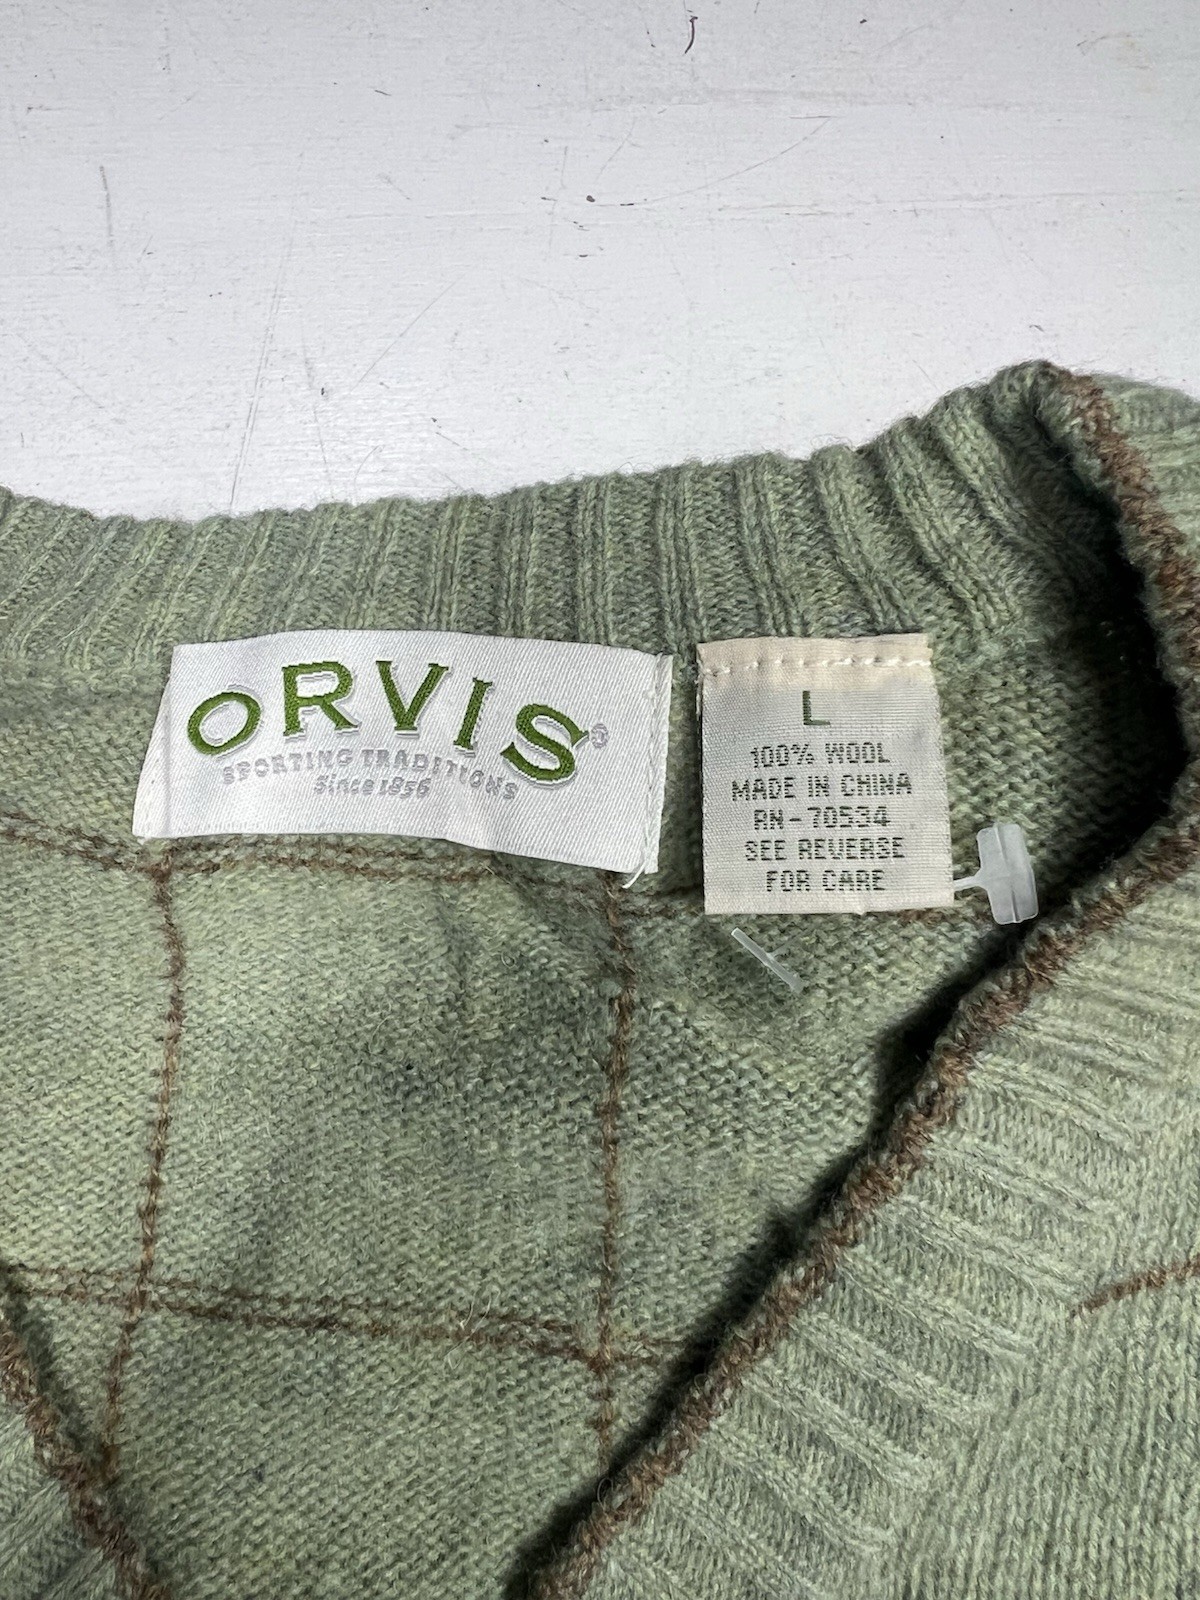 ORVIS®
SPORTING TRADITIONS
Since 1856
L
100% WOOL
MADE IN CHINA
RN-70534
SEE REVERSE
FOR CARE